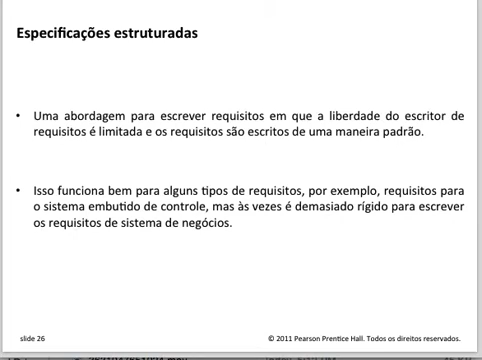 Especificações estruturadas
• Uma abordagem para escrever requisitos em que a liberdade do escritor de
requisitos é limitada e os requisitos são escritos de uma maneira padrão.
• Isso funciona bem para alguns tipos de requisitos, por exemplo, requisitos para
o sistema embutido de controle, mas às vezes é demasiado rígido para escrever
os requisitos de sistema de negócios.
slide 26
© 2011 Pearson Prentice Hall. Todos os direitos reservados.